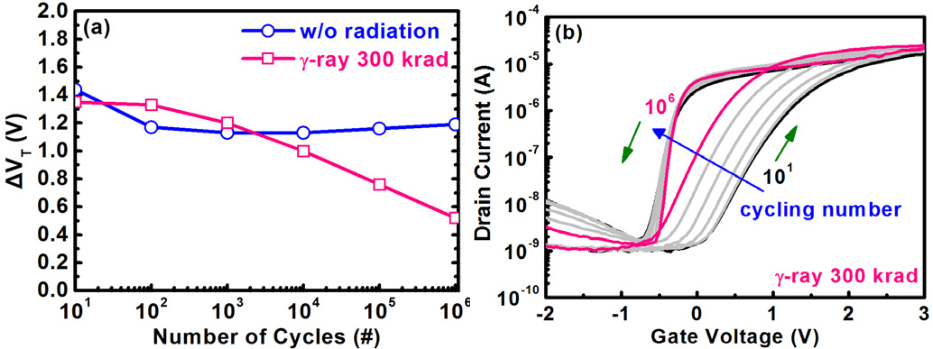 (a)
w/o radiation
γ-ray 300 krad
ΔV_T (V)
2.0
1.8
1.6
1.4
1.2
1.0
0.8
0.6
0.4
0.2
0.0
10^1 10^2 10^3 10^4 10^5 10^6
Number of Cycles (#)
(b)
Drain Current (A)
10^-4
10^-5
10^-6
10^-7
10^-8
10^-9
10^-10
10^6
10^1
cycling number
γ-ray 300 krad
-2 -1 0 1 2 3
Gate Voltage (V)